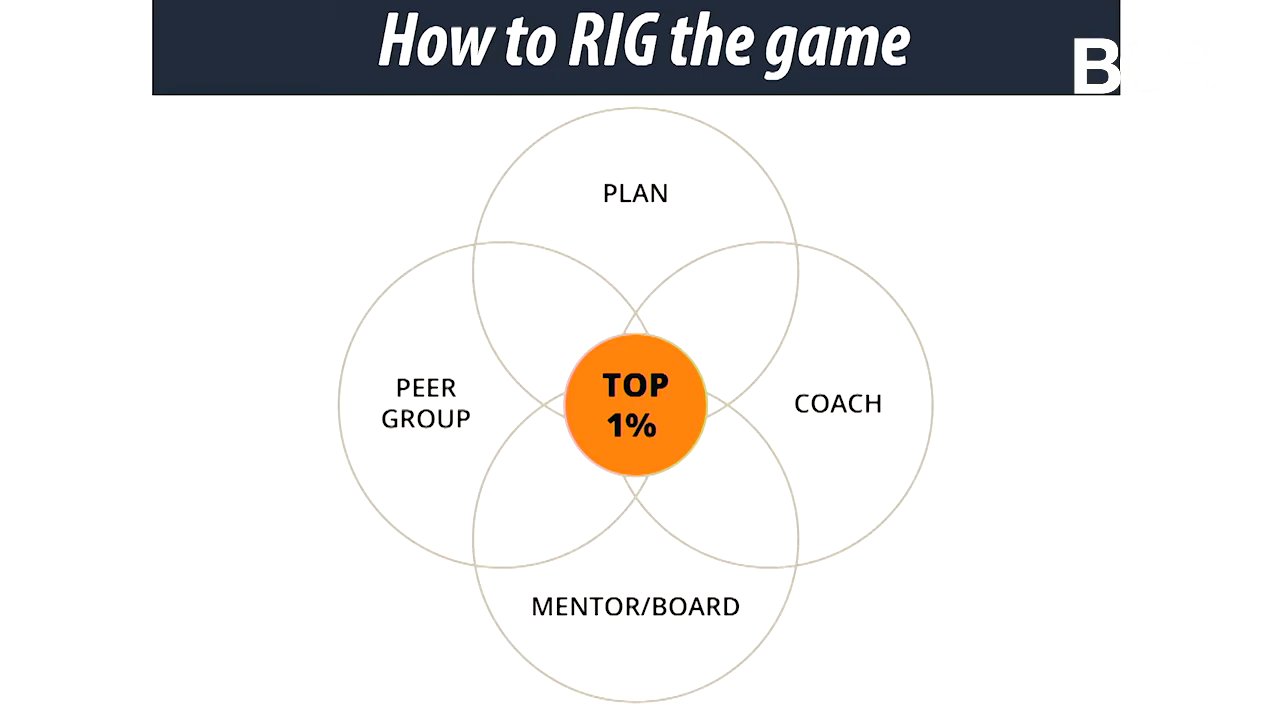 How to RIG the game
B
PLAN
PEER
GROUP
TOP
1%
COACH
MENTOR/BOARD